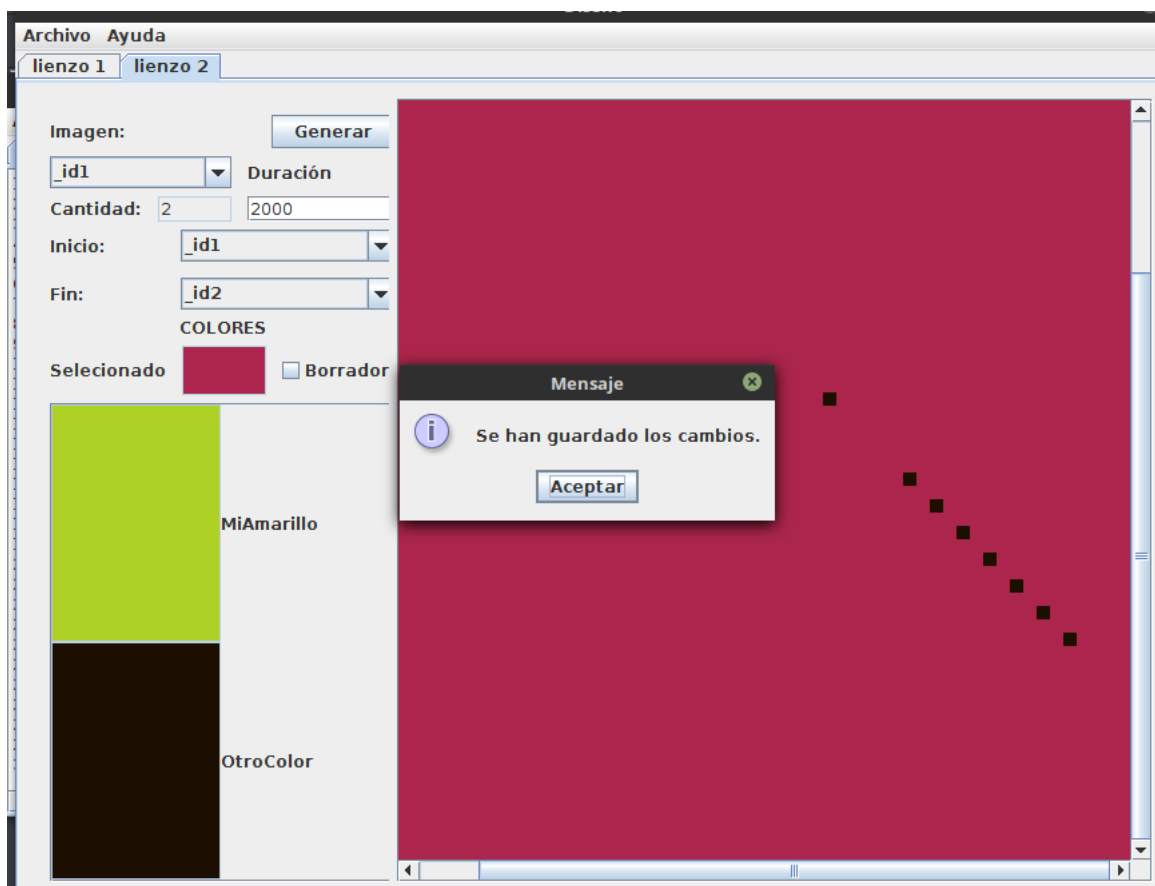 Archivo Ayuda
lienzo 1 lienzo 2
Imagen: Generar
_id1 Duración
Cantidad: 2 2000
Inicio: _id1
Fin: _id2
COLORES
Selecionado Borrador
Mensaje
Se han guardado los cambios.
Aceptar
MiAmarillo
OtroColor